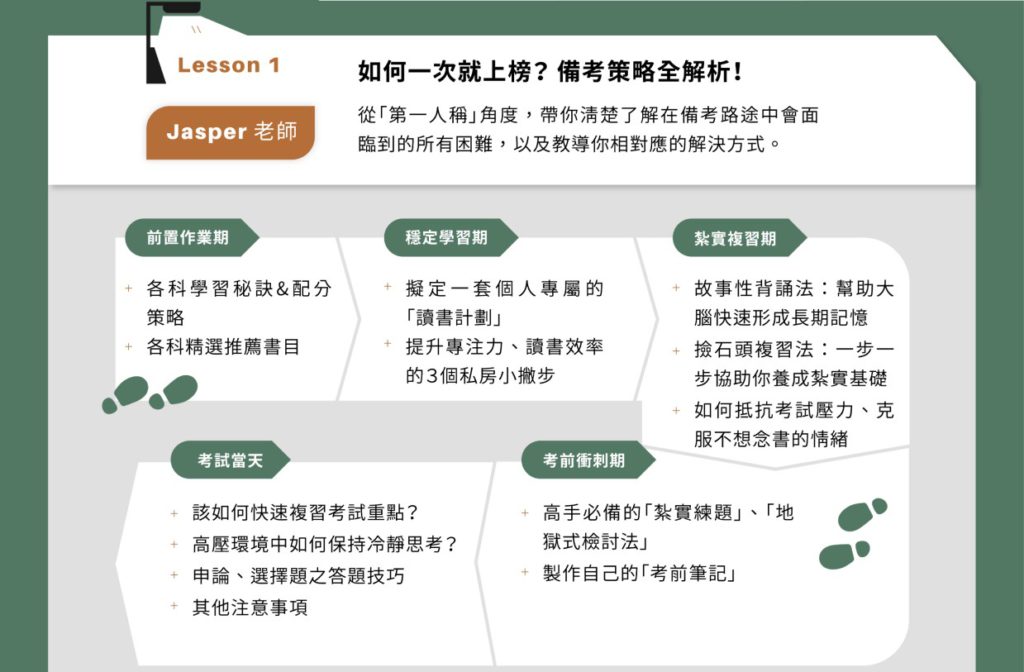 Lesson 1
Jasper 老師
如何一次就上榜？備考策略全解析！
從「第一人稱」角度，帶你清楚了解在備考路途中會面
臨到的所有困難，以及教導你相對應的解決方式。
前置作業期
+ 各科學習秘訣&配分
策略
+ 各科精選推薦書目
穩定學習期
+ 擬定一套個人專屬的
「讀書計劃」
+ 提升專注力、讀書效率
的3個私房小撇步
紮實複習期
+ 故事性背誦法：幫助大
腦快速形成長期記憶
+ 撿石頭複習法：一步一
步協助你養成紮實基礎
+ 如何抵抗考試壓力、克
服不想念書的情緒
考前衝刺期
+ 高手必備的「紮實練題」、「地
獄式檢討法」
+ 製作自己的「考前筆記」
考試當天
+ 該如何快速複習考試重點？
+ 高壓環境中如何保持冷靜思考？
+ 申論、選擇題之答題技巧
+ 其他注意事項